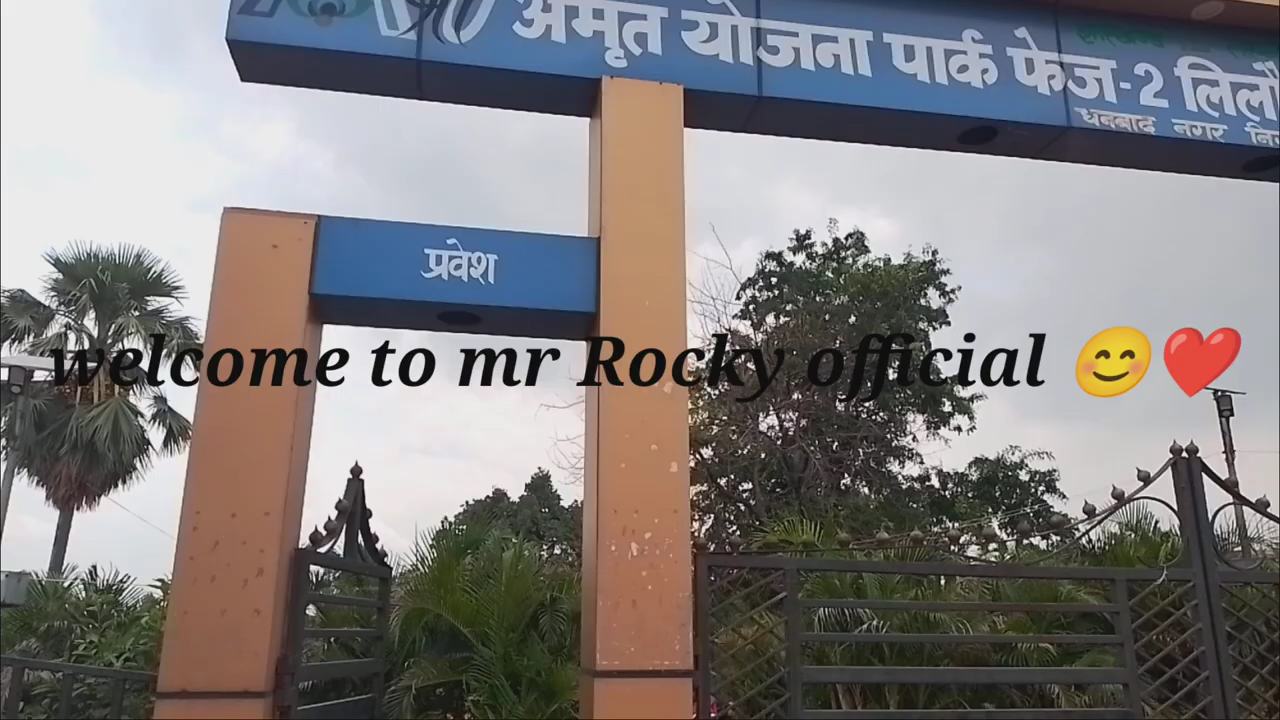 अमृत योजना पार्क फेज-2
धनबाद नगर
प्रवेश
welcome to mr Rocky official 😊❤️